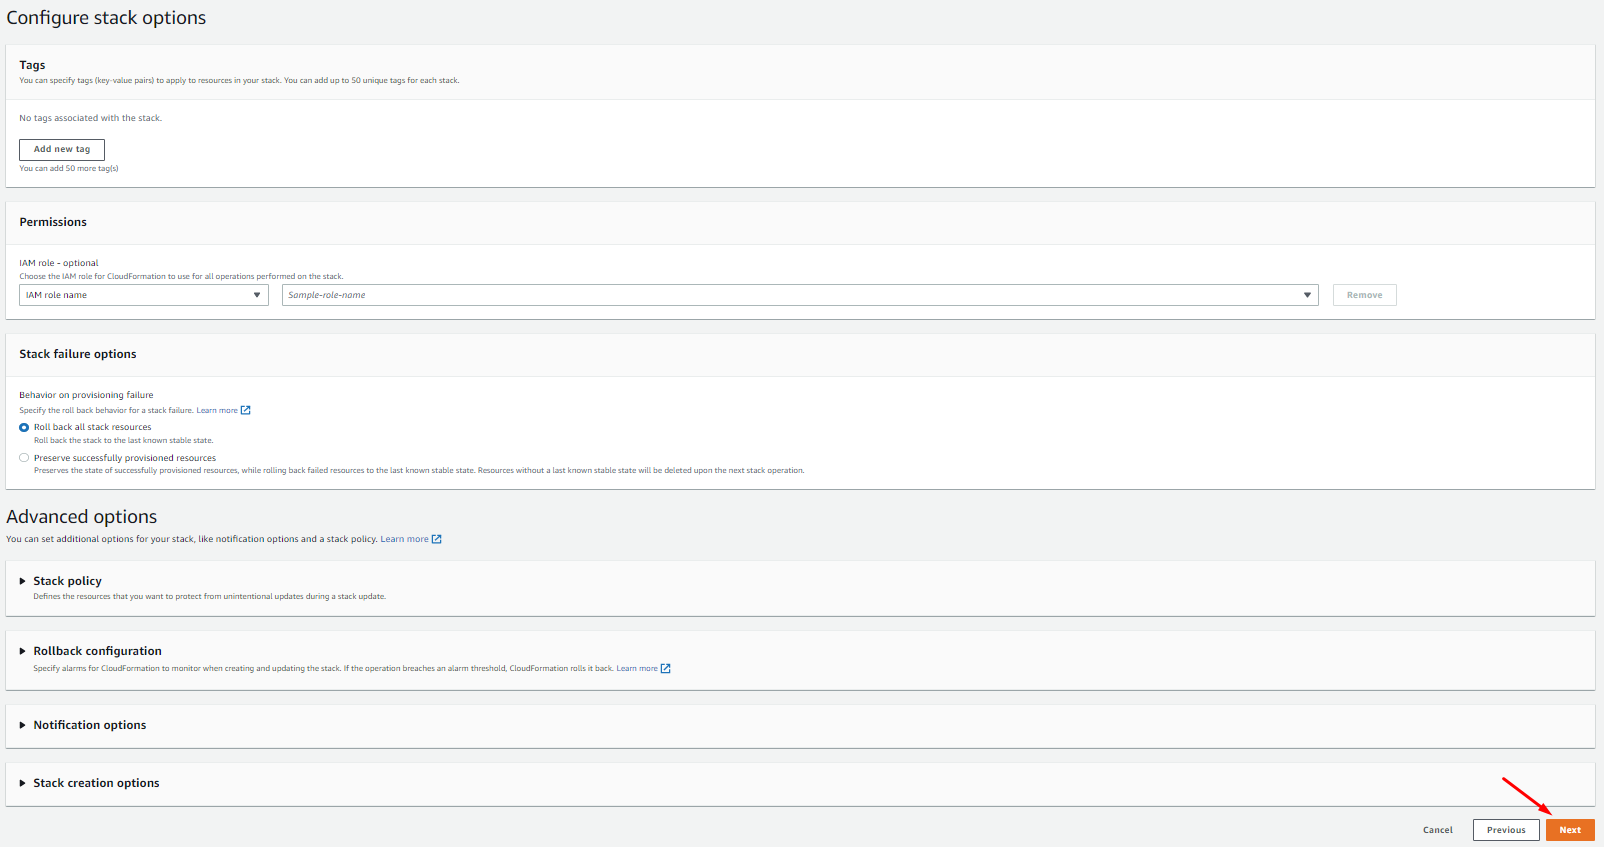 Configure stack options
Tags
You can specify tags (key-value pairs) to apply to resources in your stack. You can add up to 50 unique tags for each stack.
No tags associated with the stack.
Add new tag
You can add 50 more tag(s)
Permissions
IAM role - optional
Choose the IAM role for CloudFormation to use for all operations performed on the stack.
IAM role name
Sample-role-name
Remove
Stack failure options
Behavior on provisioning failure
Specify the roll back behavior for a stack failure. Learn more
Roll back all stack resources
Roll back the stack to the last known stable state.
Preserve successfully provisioned resources
Preserves the state of successfully provisioned resources, while rolling back failed resources to the last known stable state. Resources without a last known stable state will be deleted upon the next stack operation.
Advanced options
You can set additional options for your stack, like notification options and a stack policy. Learn more
Stack policy
Defines the resources that you want to protect from unintentional updates during a stack update.
Rollback configuration
Specify alarms for CloudFormation to monitor when creating and updating the stack. If the operation breaches an alarm threshold, CloudFormation rolls it back. Learn more
Notification options
Stack creation options
Cancel
Previous
Next